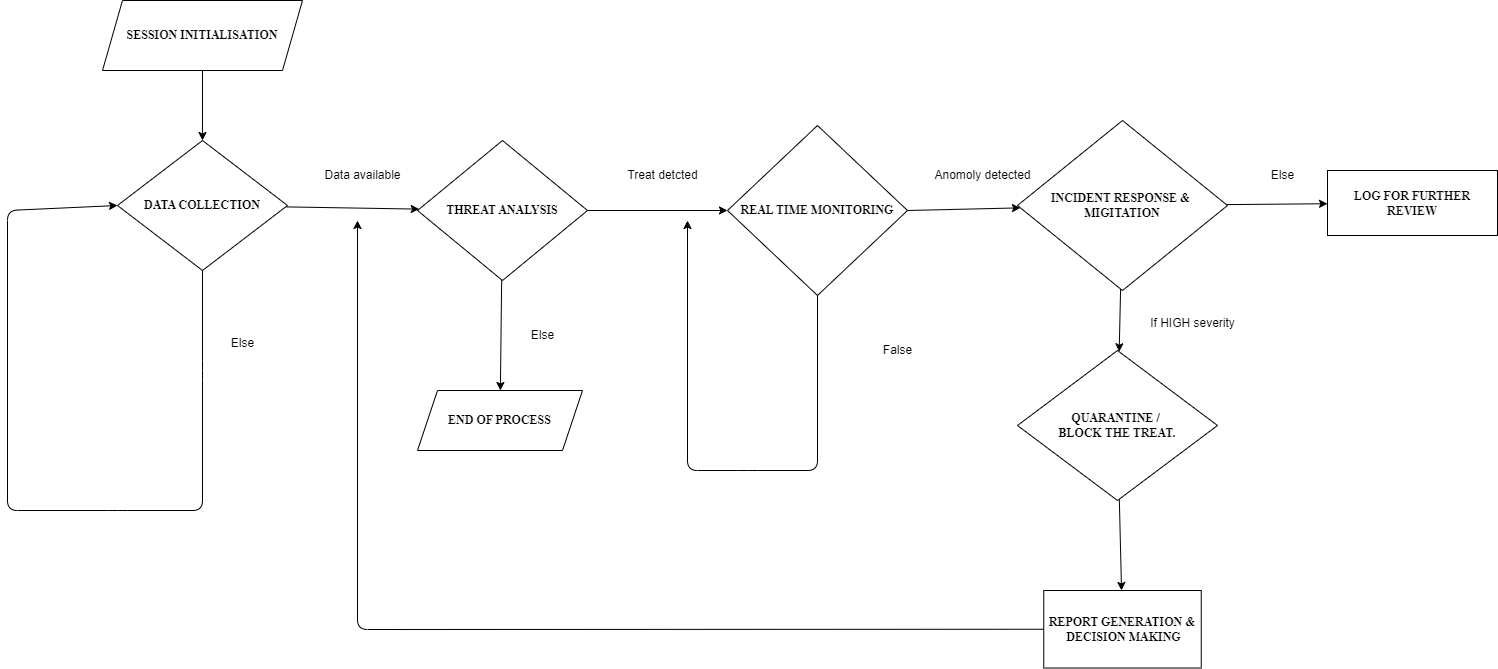 SESSION INITIALISATION
DATA COLLECTION
Data available
THREAT ANALYSIS
Treat detcted
REAL TIME MONITORING
Anomoly detected
INCIDENT RESPONSE &
MIGITATION
Else
LOG FOR FURTHER
REVIEW
Else
Else
False
If HIGH severity
END OF PROCESS
QUARANTINE /
BLOCK THE TREAT.
REPORT GENERATION &
DECISION MAKING